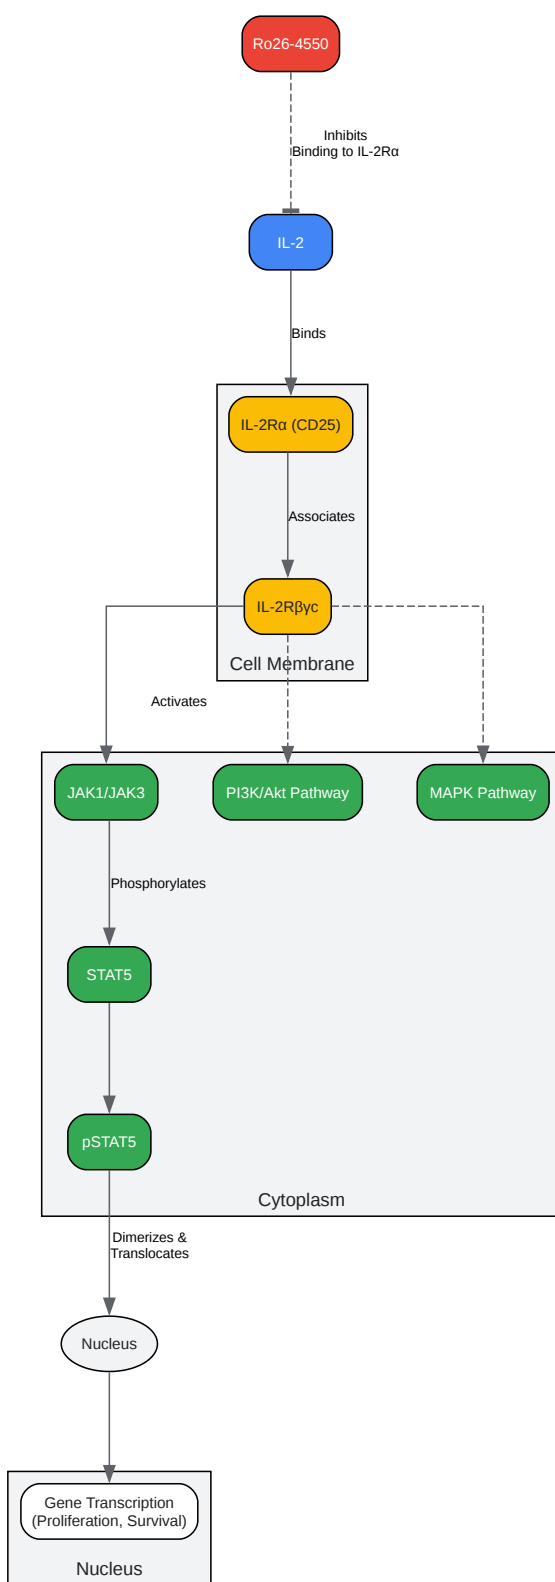 Ro26-4550
Inhibits
Binding to IL-2Rα
IL-2
Binds
IL-2Rα (CD25)
Associates
IL-2Rβγc
Cell Membrane
Activates
JAK1/JAK3
PI3K/Akt Pathway
MAPK Pathway
Phosphorylates
STAT5
pSTAT5
Cytoplasm
Dimerizes &
Translocates
Nucleus
Gene Transcription
(Proliferation, Survival)
Nucleus